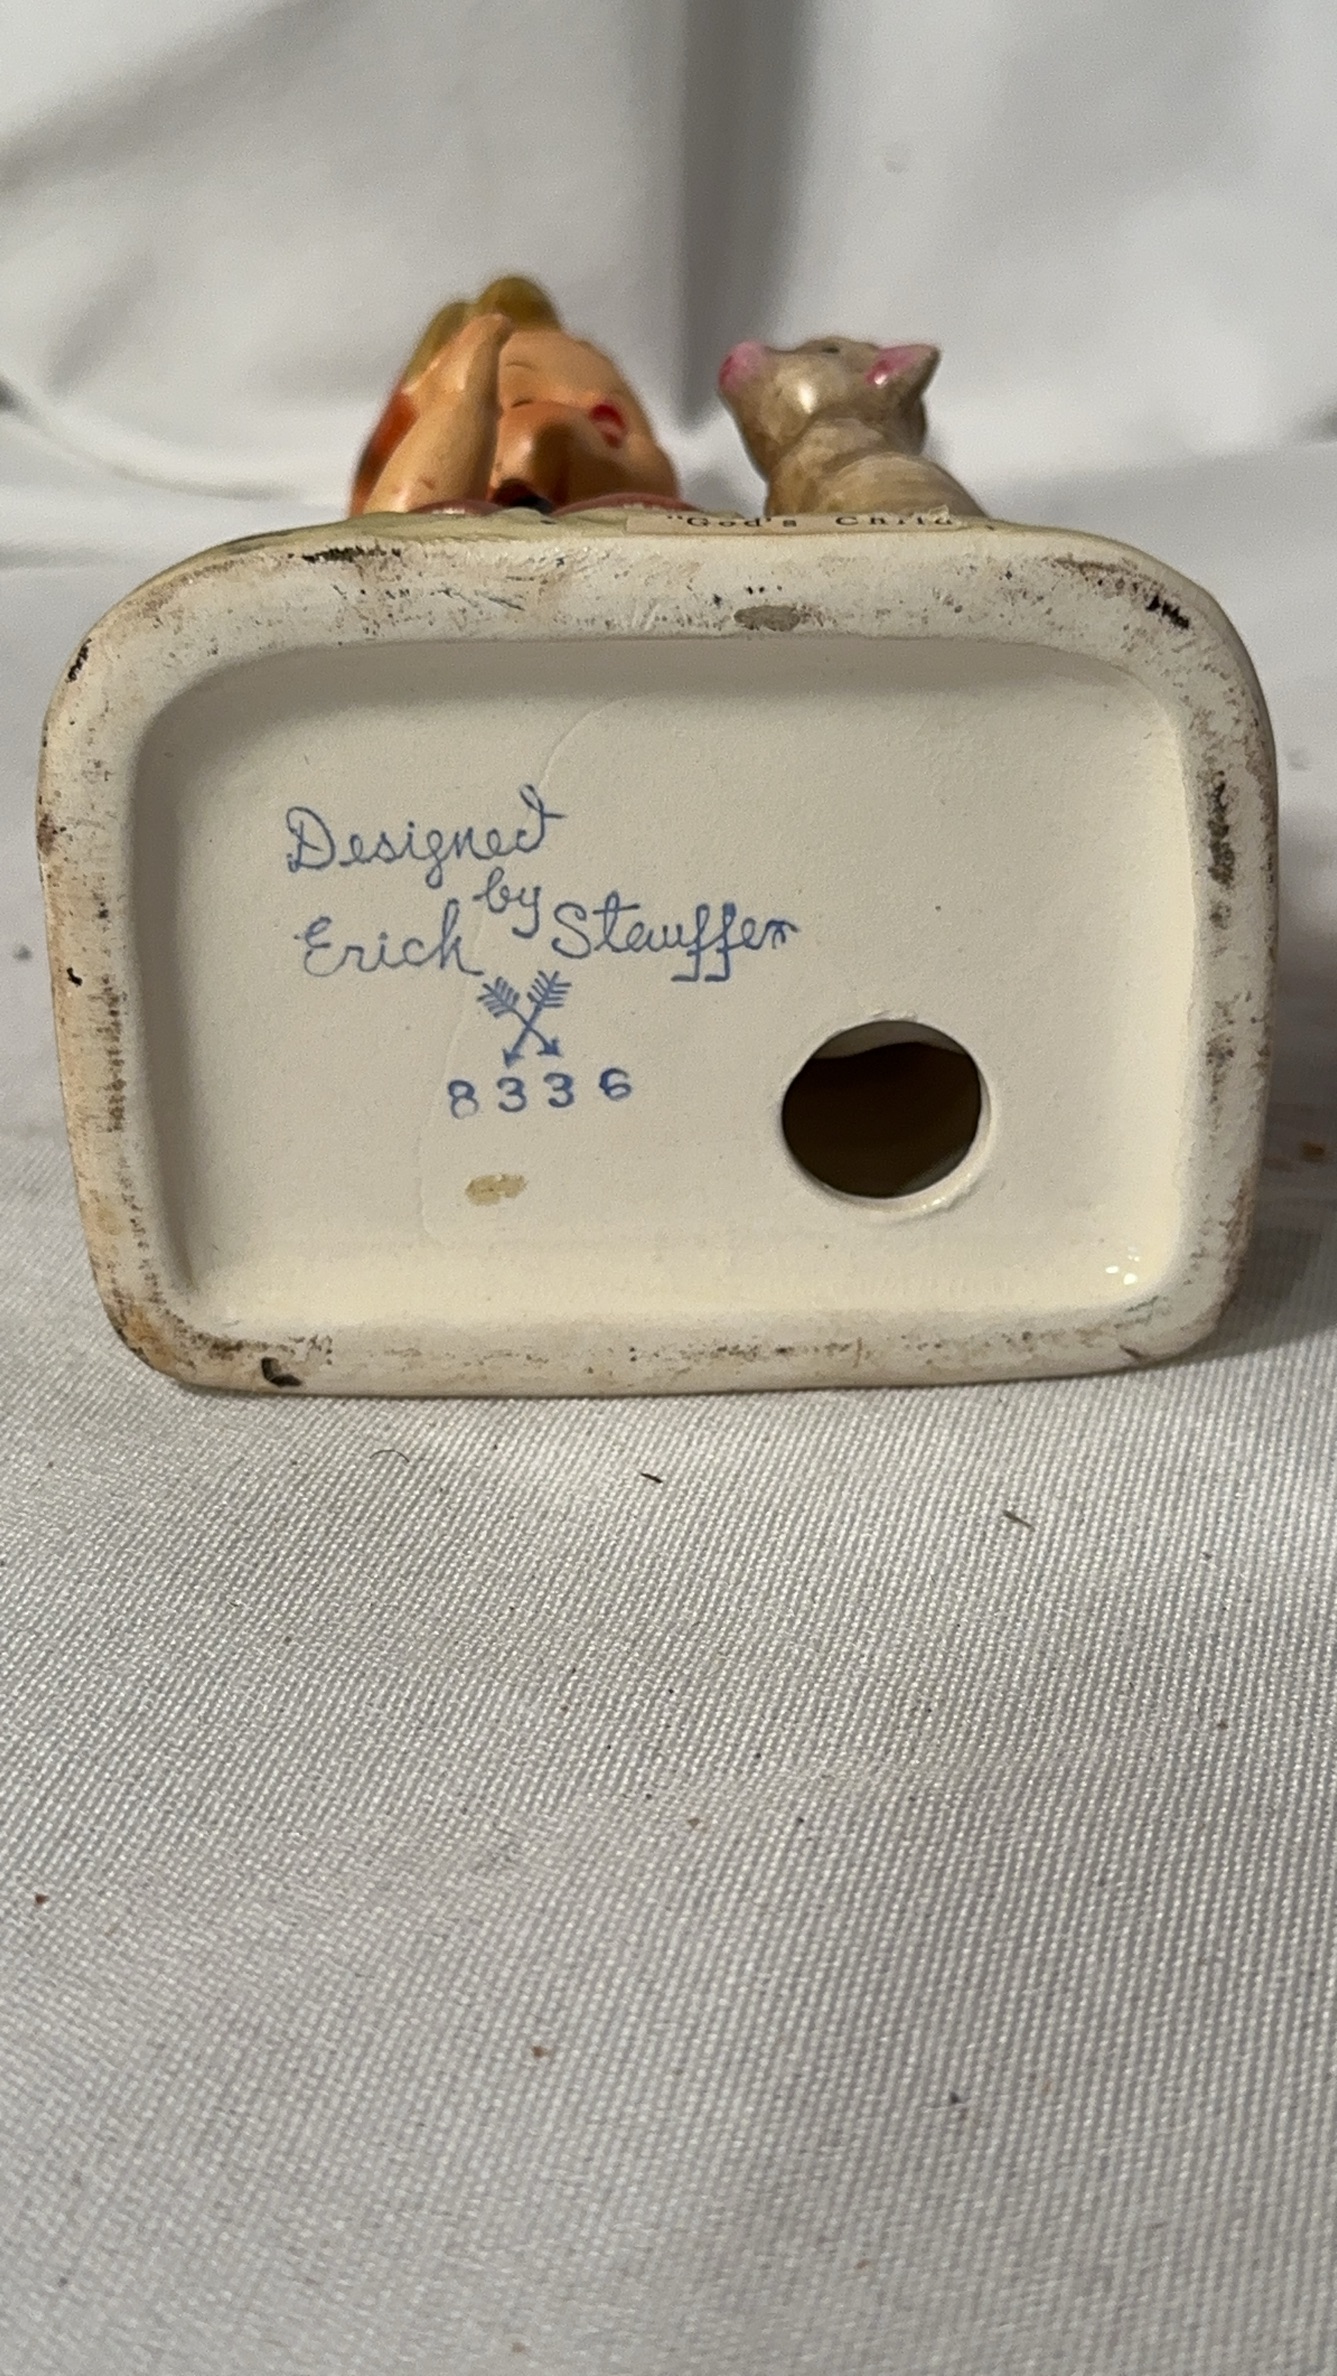 "God's Child
Designed
by
Erich Stauffer
8336